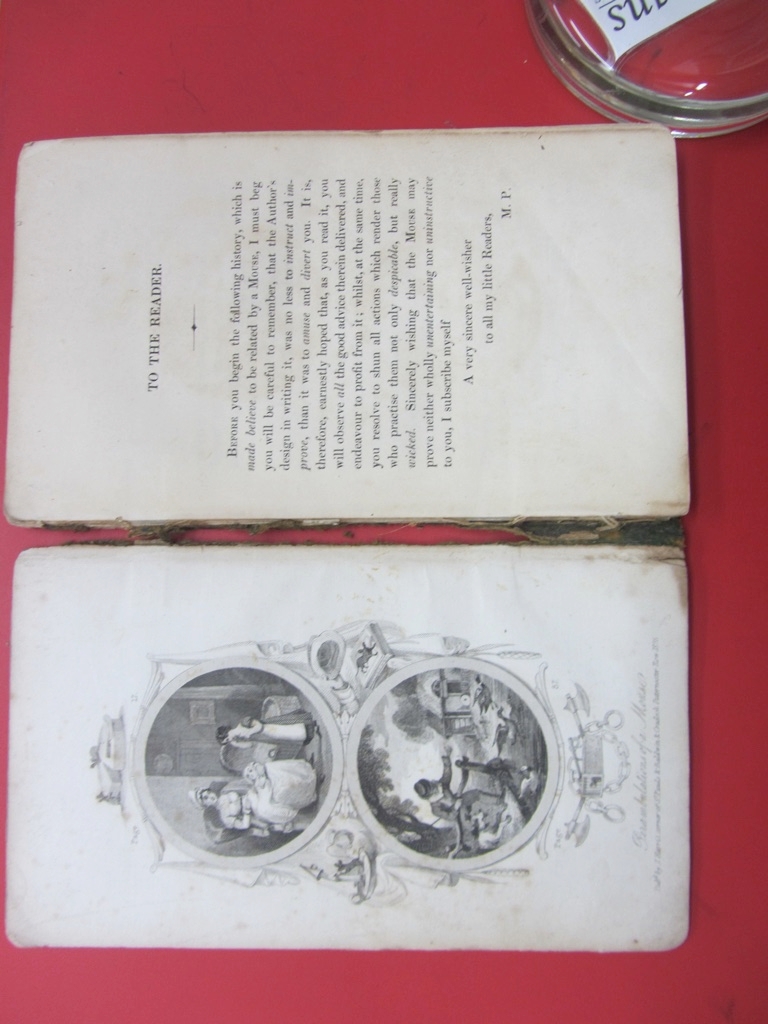 Page 12.
Page 57.
Perambulations of a Mouse.
TO THE READER.
BEFORE you begin the following history, which is
made believe to be related by a MOUSE, I must beg
you will be careful to remember, that the Author's
design in writing it, was no less to instruct and im-
prove, than it was to amuse and divert you. It is,
therefore, earnestly hoped that, as you read it, you
will observe all the good advice therein delivered, and
endeavour to profit from it; whilst, at the same time,
you resolve to shun all actions which render those
who practise them not only despicable, but really
wicked. Sincerely wishing that the MOUSE may
prove neither wholly unentertaining nor uninstructive
to you, I subscribe myself
A very sincere well-wisher
to all my little Readers,
M. P.